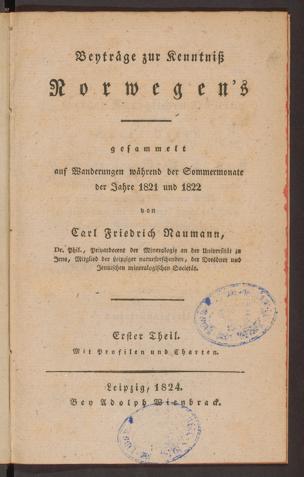 Beyträge zur Kenntniß
Norwegen's
gesammelt
auf Wanderungen während der Sommermonate
der Jahre 1821 und 1822
von
Carl Friedrich Naumann,
Dr. Phil., Privatdocent der Mineralogie an der Universität zu
Jena, Mitglied der Leipziger naturforschenden, der Dresdner und
Jenaischen mineralogischen Societät.
Erster Theil.
Mit Profilen und Charten.
Leipzig, 1824.
Bey Adolph Wienbrack.